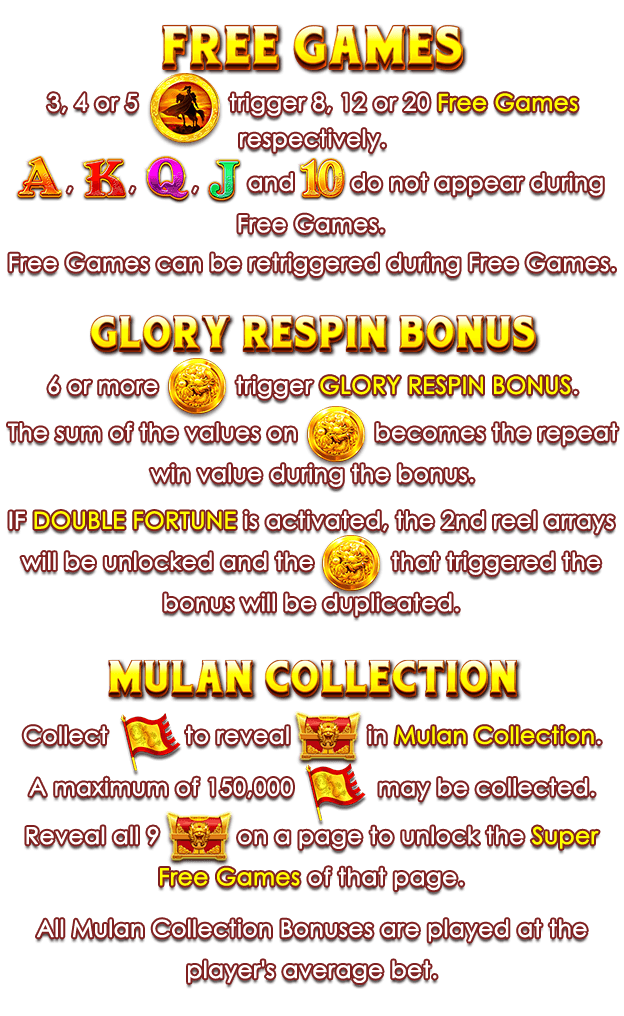 FREE GAMES
3, 4 or 5 trigger 8, 12 or 20 Free Games
respectively.
A, K, Q, J and 10 do not appear during
Free Games.
Free Games can be retriggered during Free Games.
GLORY RESPIN BONUS
6 or more trigger GLORY RESPIN BONUS.
The sum of the values on becomes the repeat
win value during the bonus.
IF DOUBLE FORTUNE is activated, the 2nd reel arrays
will be unlocked and the that triggered the
bonus will be duplicated.
MULAN COLLECTION
Collect to reveal in Mulan Collection.
A maximum of 150,000 may be collected.
Reveal all 9 on a page to unlock the Super
Free Games of that page.
All Mulan Collection Bonuses are played at the
player's average bet.